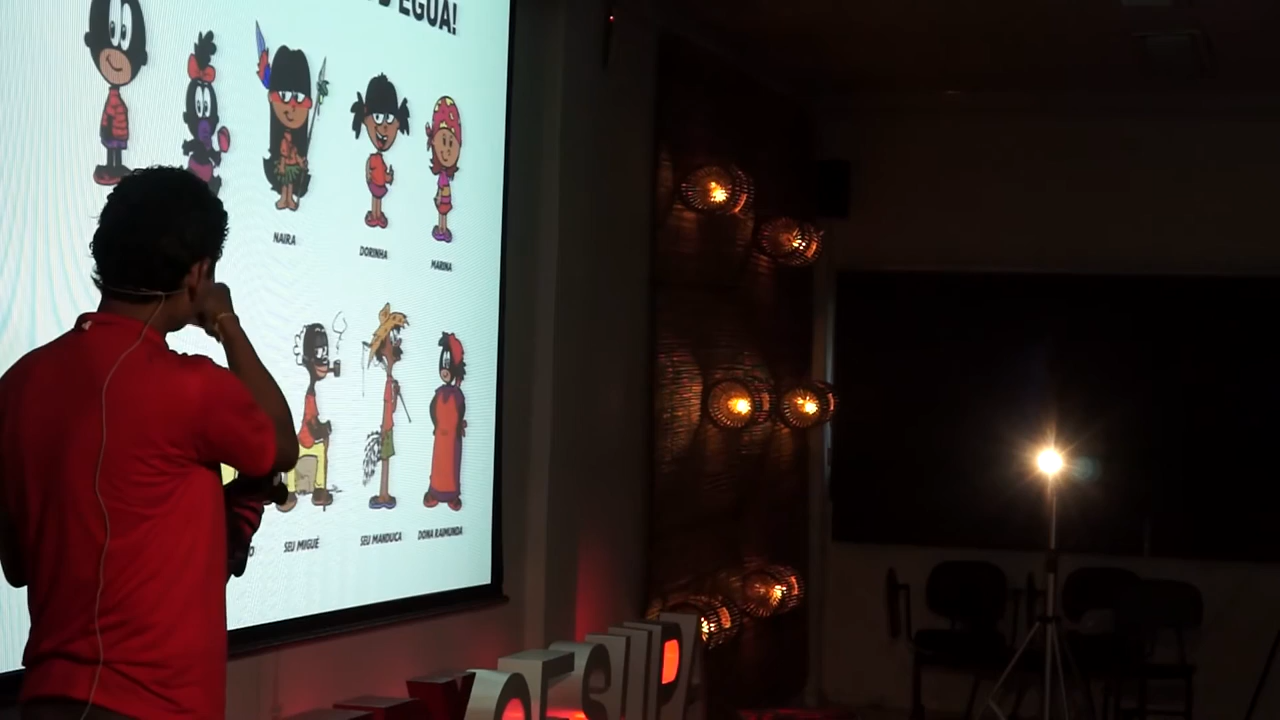 D'ÉGUA!
NAIRA
DORINHA
MARINA
SEU MIGUÉ
SEU MANDUCA
DONA RAIMUNDA